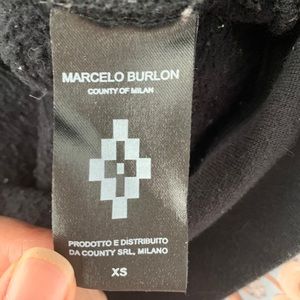 MARCELO BURLON
COUNTY OF MILAN
PRODOTTO E DISTRIBUITO
DA COUNTY SRL, MILANO
XS